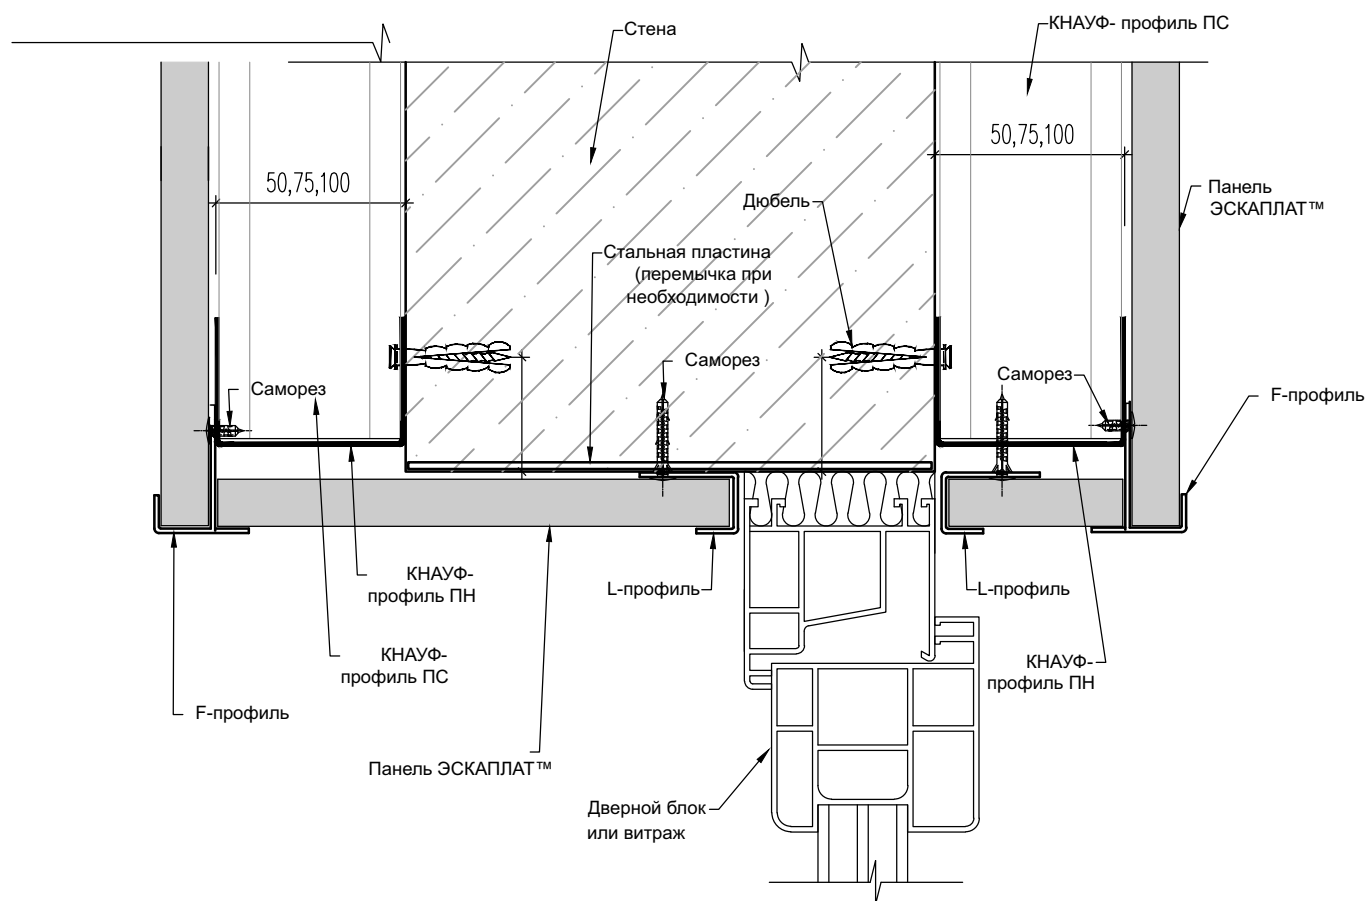 Стена
КНАУФ- профиль ПС
50,75,100
50,75,100
Панель
ЭСКАПЛАТ™
Дюбель
Стальная пластина
(перемычка при
необходимости )
Саморез
Саморез
Саморез
F-профиль
КНАУФ-
профиль ПН
L-профиль
L-профиль
КНАУФ-
профиль ПС
КНАУФ-
профиль ПН
F-профиль
Панель ЭСКАПЛАТ™
Дверной блок
или витраж